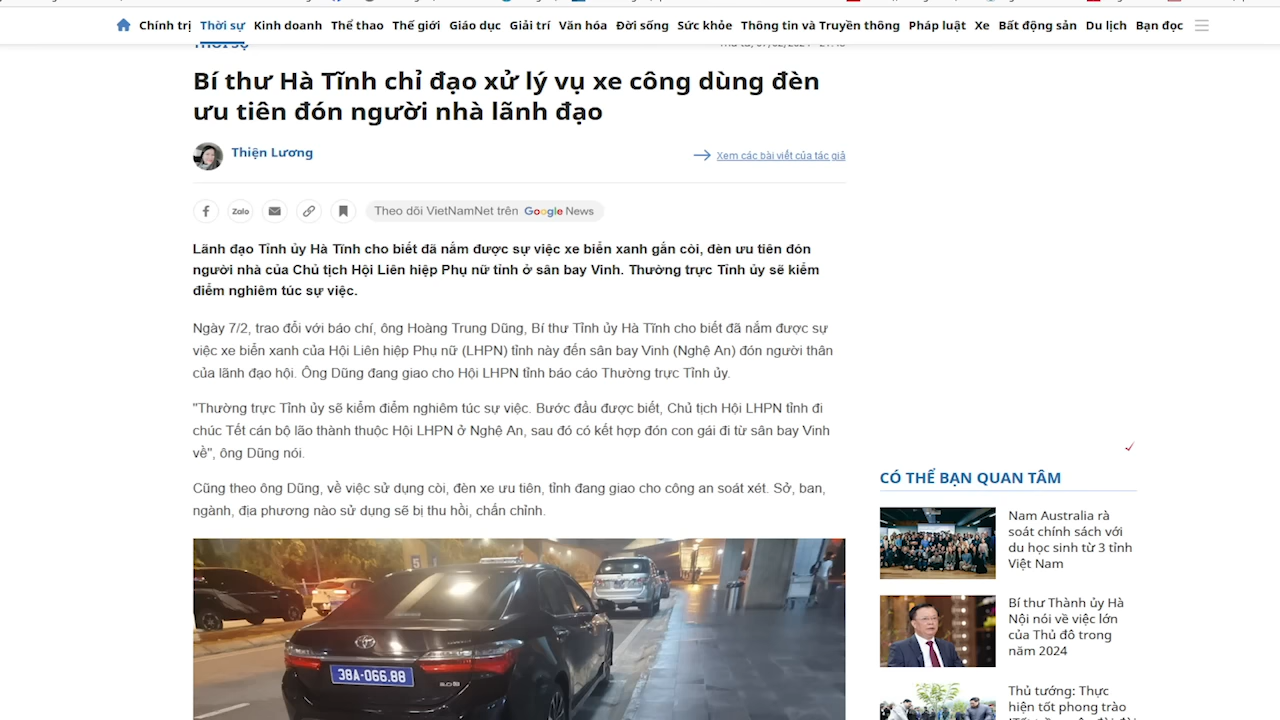 Chính trị Thời sự Kinh doanh Thể thao Thế giới Giáo dục Giải trí Văn hóa Đời sống Sức khỏe Thông tin và Truyền thông Pháp luật Xe Bất động sản Du lịch Bạn đọc
Bí thư Hà Tĩnh chỉ đạo xử lý vụ xe công dùng đèn
ưu tiên đón người nhà lãnh đạo
Thiện Lương
Xem các bài viết của tác giả
Zalo
Theo dõi VietNamNet trên Google News
Lãnh đạo Tỉnh ủy Hà Tĩnh cho biết đã nắm được sự việc xe biển xanh gắn còi, đèn ưu tiên đón
người nhà của Chủ tịch Hội Liên hiệp Phụ nữ tỉnh ở sân bay Vinh. Thường trực Tỉnh ủy sẽ kiểm
điểm nghiêm túc sự việc.
Ngày 7/2, trao đổi với báo chí, ông Hoàng Trung Dũng, Bí thư Tỉnh ủy Hà Tĩnh cho biết đã nắm được sự
việc xe biển xanh của Hội Liên hiệp Phụ nữ (LHPN) tỉnh này đến sân bay Vinh (Nghệ An) đón người thân
của lãnh đạo hội. Ông Dũng đang giao cho Hội LHPN tỉnh báo cáo Thường trực Tỉnh ủy.
"Thường trực Tỉnh ủy sẽ kiểm điểm nghiêm túc sự việc. Bước đầu được biết, Chủ tịch Hội LHPN tỉnh đi
chúc Tết cán bộ lão thành thuộc Hội LHPN ở Nghệ An, sau đó có kết hợp đón con gái đi từ sân bay Vinh
về", ông Dũng nói.
Cũng theo ông Dũng, về việc sử dụng còi, đèn xe ưu tiên, tỉnh đang giao cho công an soát xét. Sở, ban,
ngành, địa phương nào sử dụng sẽ bị thu hồi, chấn chỉnh.
5
38A-066.88
CÓ THỂ BẠN QUAN TÂM
Nam Australia rà
soát chính sách với
du học sinh từ 3 tỉnh
Việt Nam
Bí thư Thành ủy Hà
Nội nói về việc lớn
của Thủ đô trong
năm 2024
Thủ tướng: Thực
hiện tốt phong trào